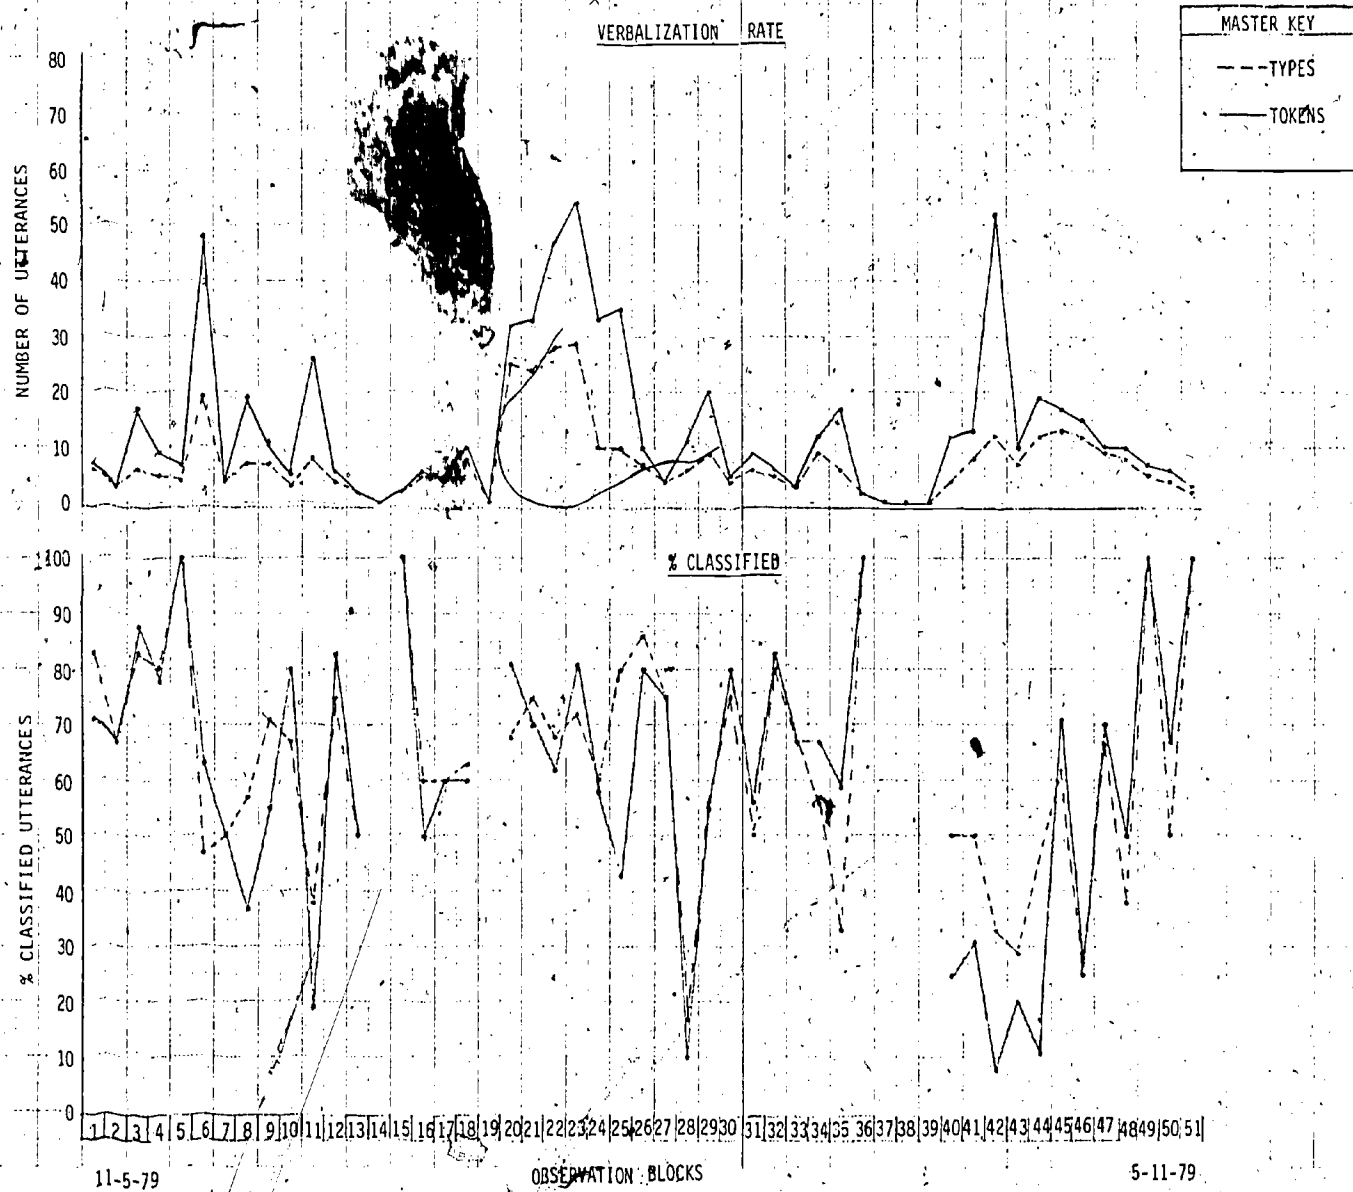 VERBALIZATION RATE
MASTER KEY
TYPES
TOKENS
NUMBER OF UTTERANCES
80
70
60
50
40
30
20
10
0
% CLASSIFIED
% CLASSIFIED UTTERANCES
100
90
80
70
60
50
40
30
20
10
0
1 2 3 4 5 6 7 8 9 10 11 12 13 14 15 16 17 18 19 20 21 22 23 24 25 26 27 28 29 30 31 32 33 34 35 36 37 38 39 40 41 42 43 44 45 46 47 48 49 50 51
11-5-79
OBSERVATION BLOCKS
5-11-79